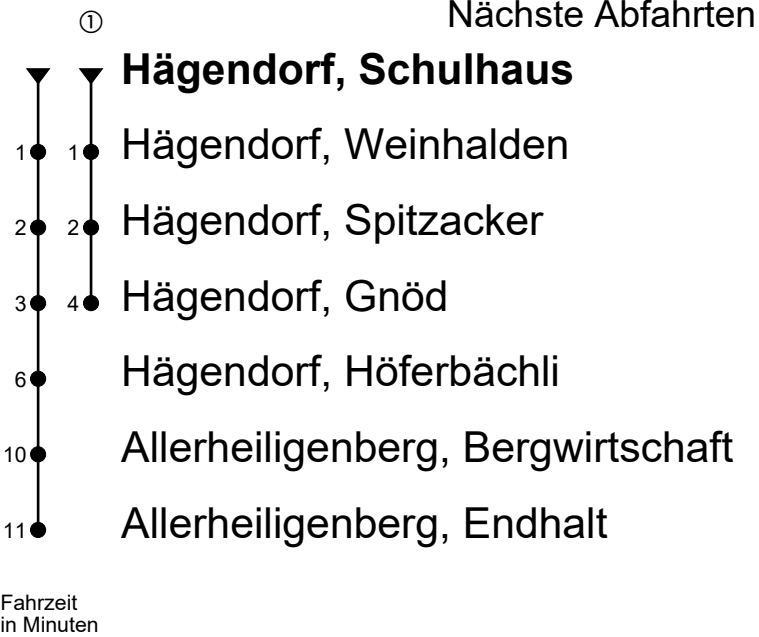 ① Nächste Abfahrten
Hägendorf, Schulhaus
1 1 Hägendorf, Weinhalden
2 2 Hägendorf, Spitzacker
3 4 Hägendorf, Gnöd
6 Hägendorf, Höferbächli
10 Allerheiligenberg, Bergwirtschaft
11 Allerheiligenberg, Endhalt
Fahrzeit
in Minuten